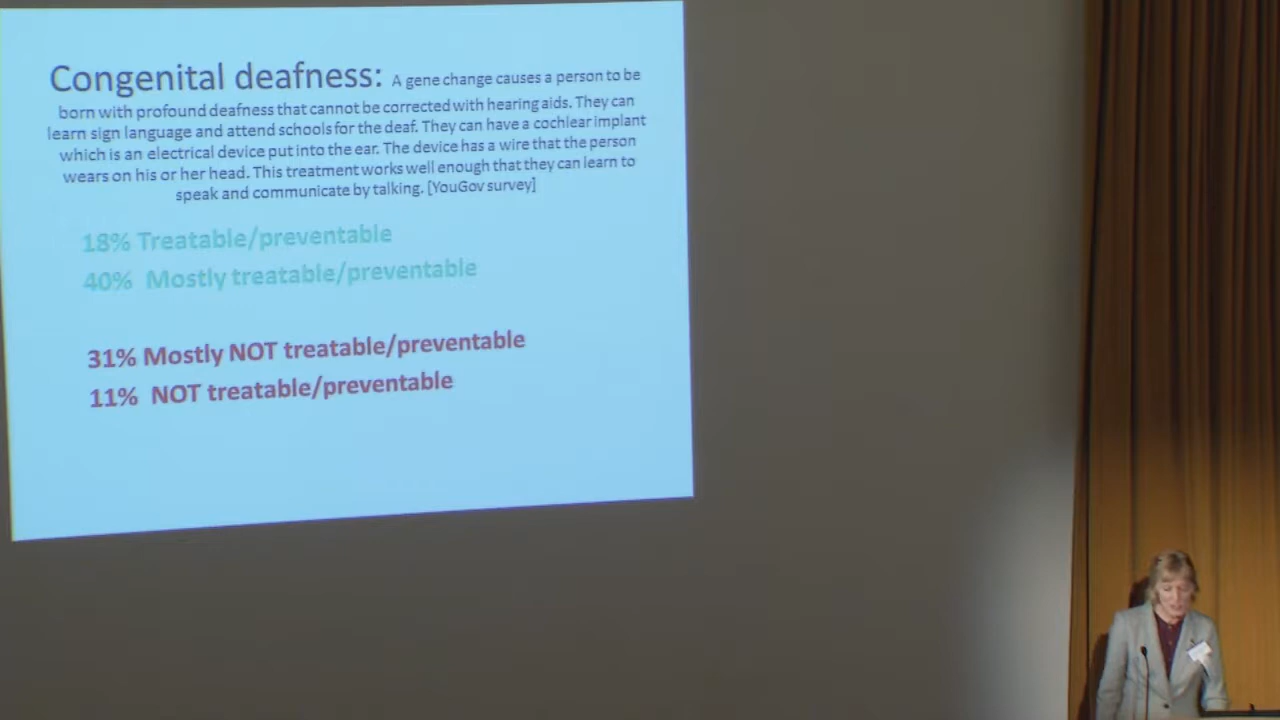 Congenital deafness: A gene change causes a person to be
born with profound deafness that cannot be corrected with hearing aids. They can
learn sign language and attend schools for the deaf. They can have a cochlear implant
which is an electrical device put into the ear. The device has a wire that the person
wears on his or her head. This treatment works well enough that they can learn to
speak and communicate by talking. [YouGov survey]
18% Treatable/preventable
40% Mostly treatable/preventable
31% Mostly NOT treatable/preventable
11% NOT treatable/preventable